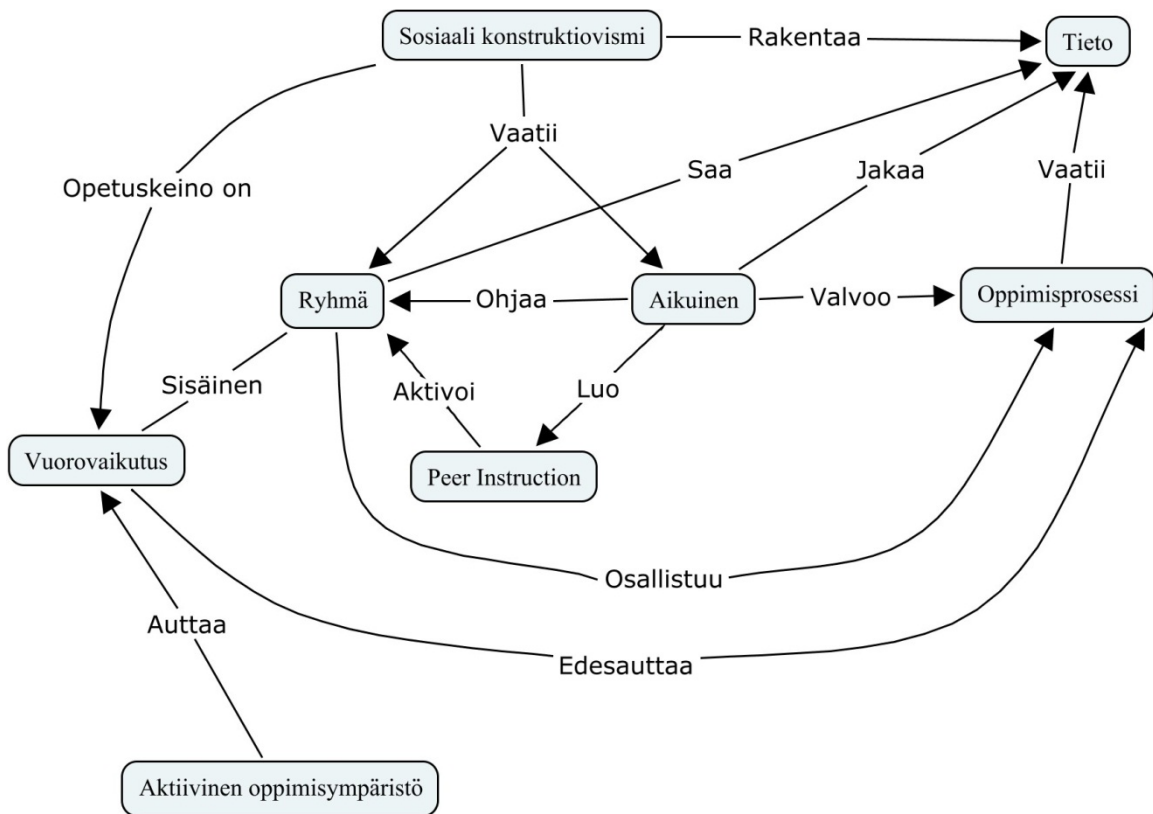 Sosiaali konstruktiovismi
Rakentaa
Tieto
Vaatii
Saa
Jakaa
Vaatii
Opetuskeino on
Ryhmä
Ohjaa
Aikuinen
Valvoo
Oppimisprosessi
Sisäinen
Aktivoi
Luo
Vuorovaikutus
Peer Instruction
Osallistuu
Auttaa
Edesauttaa
Aktiivinen oppimisympäristö